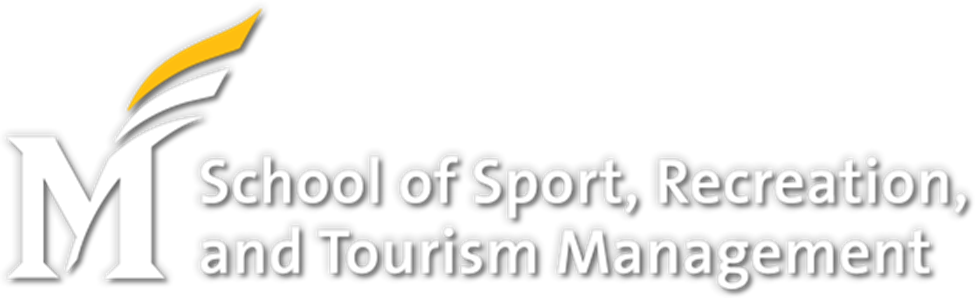 M
School of Sport, Recreation,
and Tourism Management